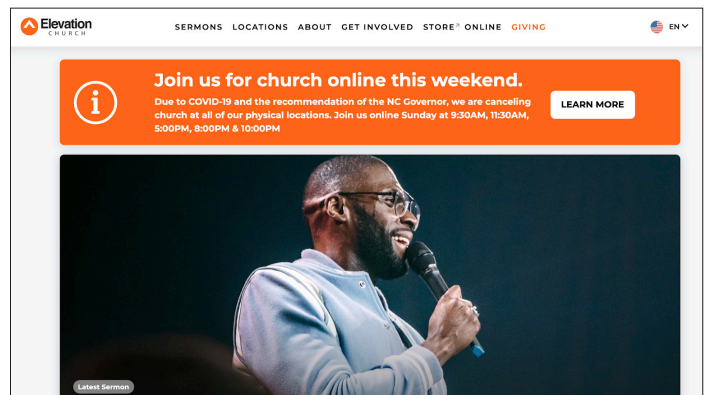 Elevation
CHURCH
SERMONS LOCATIONS ABOUT GET INVOLVED STORE ONLINE GIVING
EN
Join us for church online this weekend.
Due to COVID-19 and the recommendation of the NC Governor, we are canceling
church at all of our physical locations. Join us online Sunday at 9:30AM, 11:30AM,
5:00PM, 8:00PM & 10:00PM
LEARN MORE
Latest Sermon